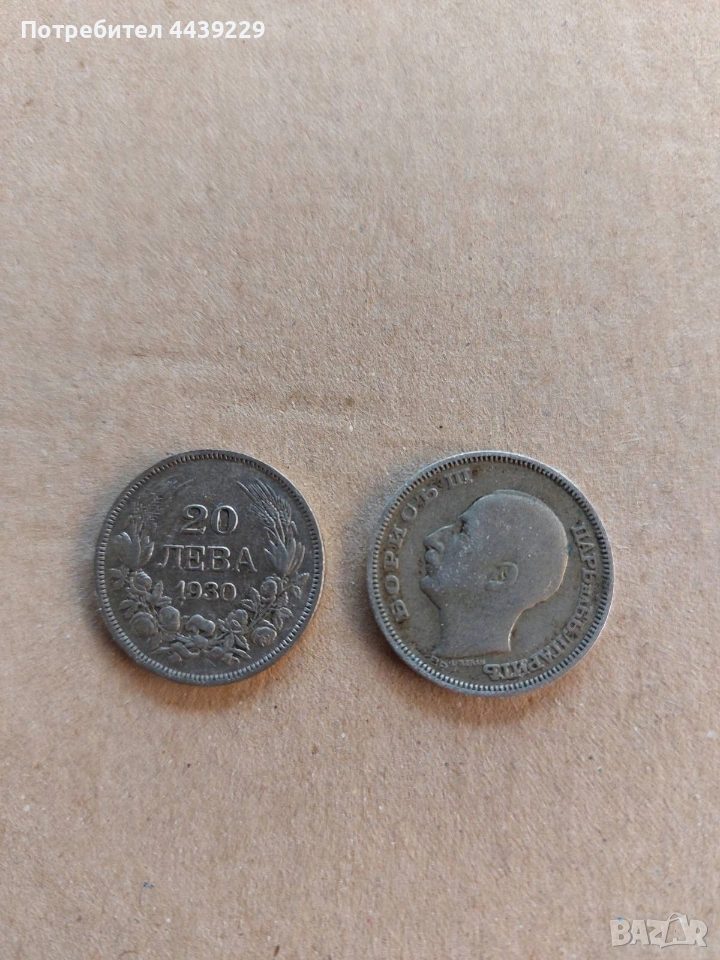 Потребител 4439229
20
ЛЕВА
1930
БОРИСЪ III
ЦАРЬ НА БЪЛГАРИТѢ
BAZAR